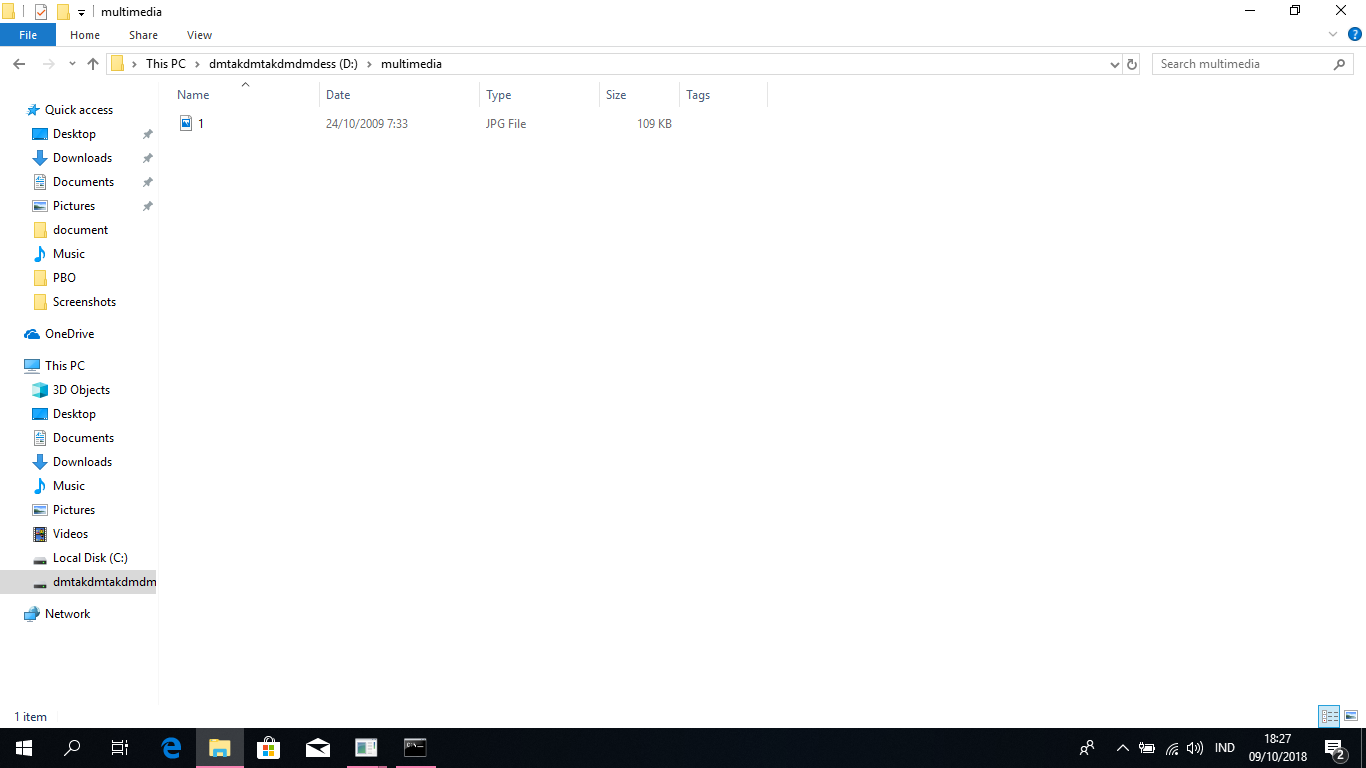 multimedia
File Home Share View
This PC dmtakdmtakdmdmdess (D:) multimedia
Search multimedia
Name Date Type Size Tags
1 24/10/2009 7:33 JPG File 109 KB
Quick access
Desktop
Downloads
Documents
Pictures
document
Music
PBO
Screenshots
OneDrive
This PC
3D Objects
Desktop
Documents
Downloads
Music
Pictures
Videos
Local Disk (C:)
dmtakdmtakdmdm
Network
1 item
IND
18:27
09/10/2018
2